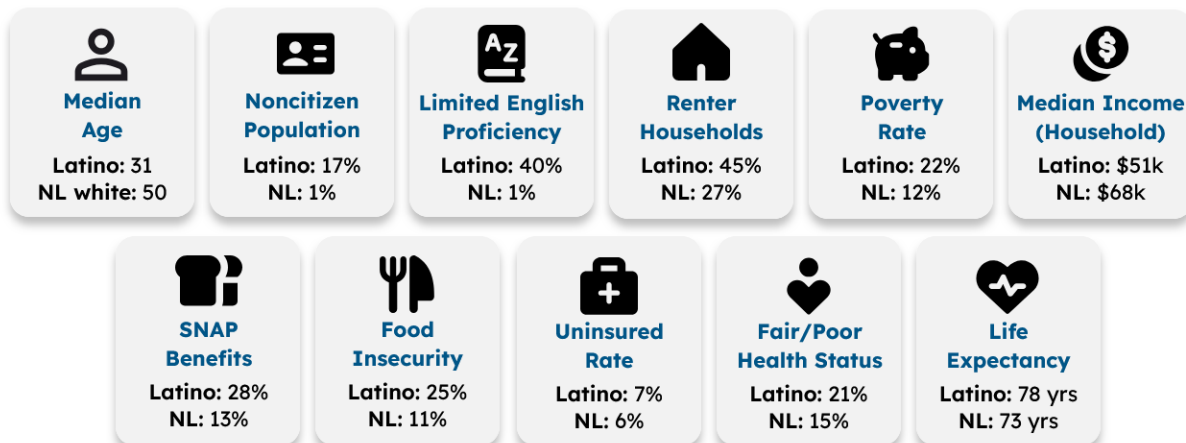 Median
Age
Latino: 31
NL white: 50
Noncitizen
Population
Latino: 17%
NL: 1%
AZ
Limited English
Proficiency
Latino: 40%
NL: 1%
Renter
Households
Latino: 45%
NL: 27%
Poverty
Rate
Latino: 22%
NL: 12%
$
Median Income
(Household)
Latino: $51k
NL: $68k
SNAP
Benefits
Latino: 28%
NL: 13%
Food
Insecurity
Latino: 25%
NL: 11%
Uninsured
Rate
Latino: 7%
NL: 6%
Fair/Poor
Health Status
Latino: 21%
NL: 15%
Life
Expectancy
Latino: 78 yrs
NL: 73 yrs